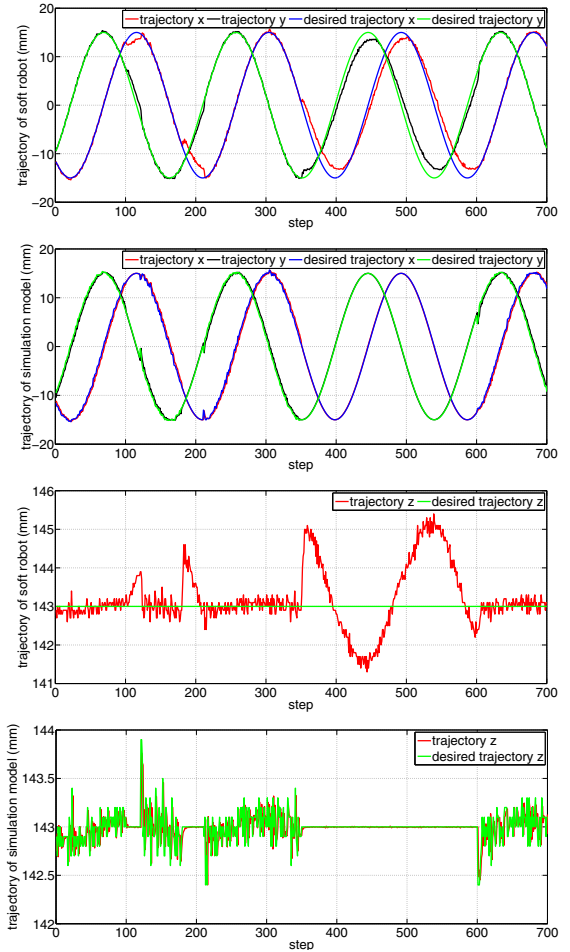 trajectory x trajectory y desired trajectory x desired trajectory y
trajectory of soft robot (mm)
20
10
0
−10
−20
0 100 200 300 400 500 600 700
step
trajectory x trajectory y desired trajectory x desired trajectory y
trajectory of simulation model (mm)
20
10
0
−10
−20
0 100 200 300 400 500 600 700
step
trajectory z desired trajectory z
trajectory of soft robot (mm)
146
145
144
143
142
141
0 100 200 300 400 500 600 700
step
trajectory z
desired trajectory z
trajectory of simulation model (mm)
144
143.5
143
142.5
142
0 100 200 300 400 500 600 700
step